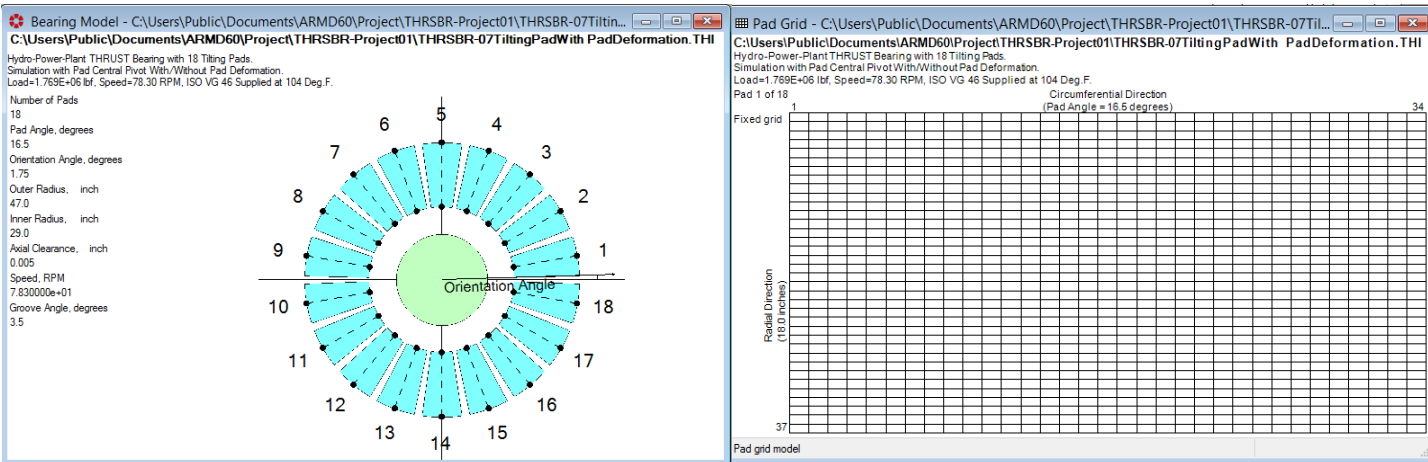 Bearing Model - C:\Users\Public\Documents\ARMD60\Project\THRSBR-Project01\THRSBR-07Tiltin...
C:\Users\Public\Documents\ARMD60\Project\THRSBR-Project01\THRSBR-07TiltingPadWith PadDeformation.THI
Hydro-Power-Plant THRUST Bearing with 18 Tilting Pads.
Simulation with Pad Central Pivot With/Without Pad Deformation.
Load=1.769E+06 lbf, Speed=78.30 RPM, ISO VG 46 Supplied at 104 Deg.F.
Number of Pads
18
Pad Angle, degrees
16.5
Orientation Angle, degrees
1.75
Outer Radius, inch
47.0
Inner Radius, inch
29.0
Axial Clearance, inch
0.005
Speed, RPM
7.830000e+01
Groove Angle, degrees
3.5
5
6
4
7
3
8
2
9
1
Orientation Angle
10
18
11
17
12
16
13
15
14
Pad Grid - C:\Users\Public\Documents\ARMD60\Project\THRSBR-Project01\THRSBR-07Til...
C:\Users\Public\Documents\ARMD60\Project\THRSBR-Project01\THRSBR-07TiltingPadWith PadDeformation.THI
Hydro-Power-Plant THRUST Bearing with 18 Tilting Pads.
Simulation with Pad Central Pivot With/Without Pad Deformation.
Load=1.769E+06 lbf, Speed=78.30 RPM, ISO VG 46 Supplied at 104 Deg.F.
Pad 1 of 18
Circumferential Direction
1
(Pad Angle = 16.5 degrees)
34
Fixed grid
Radial Direction
(18.0 inches)
37
Pad grid model